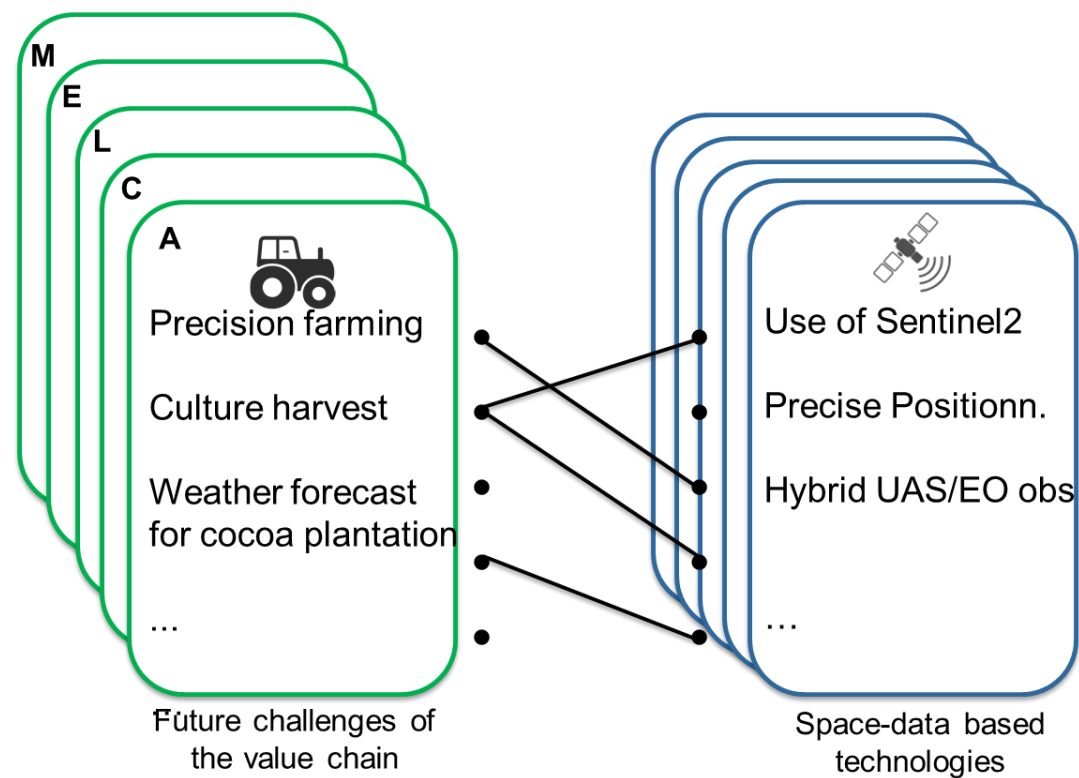 M
E
L
C
A
Precision farming
Culture harvest
Weather forecast
for cocoa plantation
...
Future challenges of
the value chain
Use of Sentinel2
Precise Positionn.
Hybrid UAS/EO obs
...
Space-data based
technologies